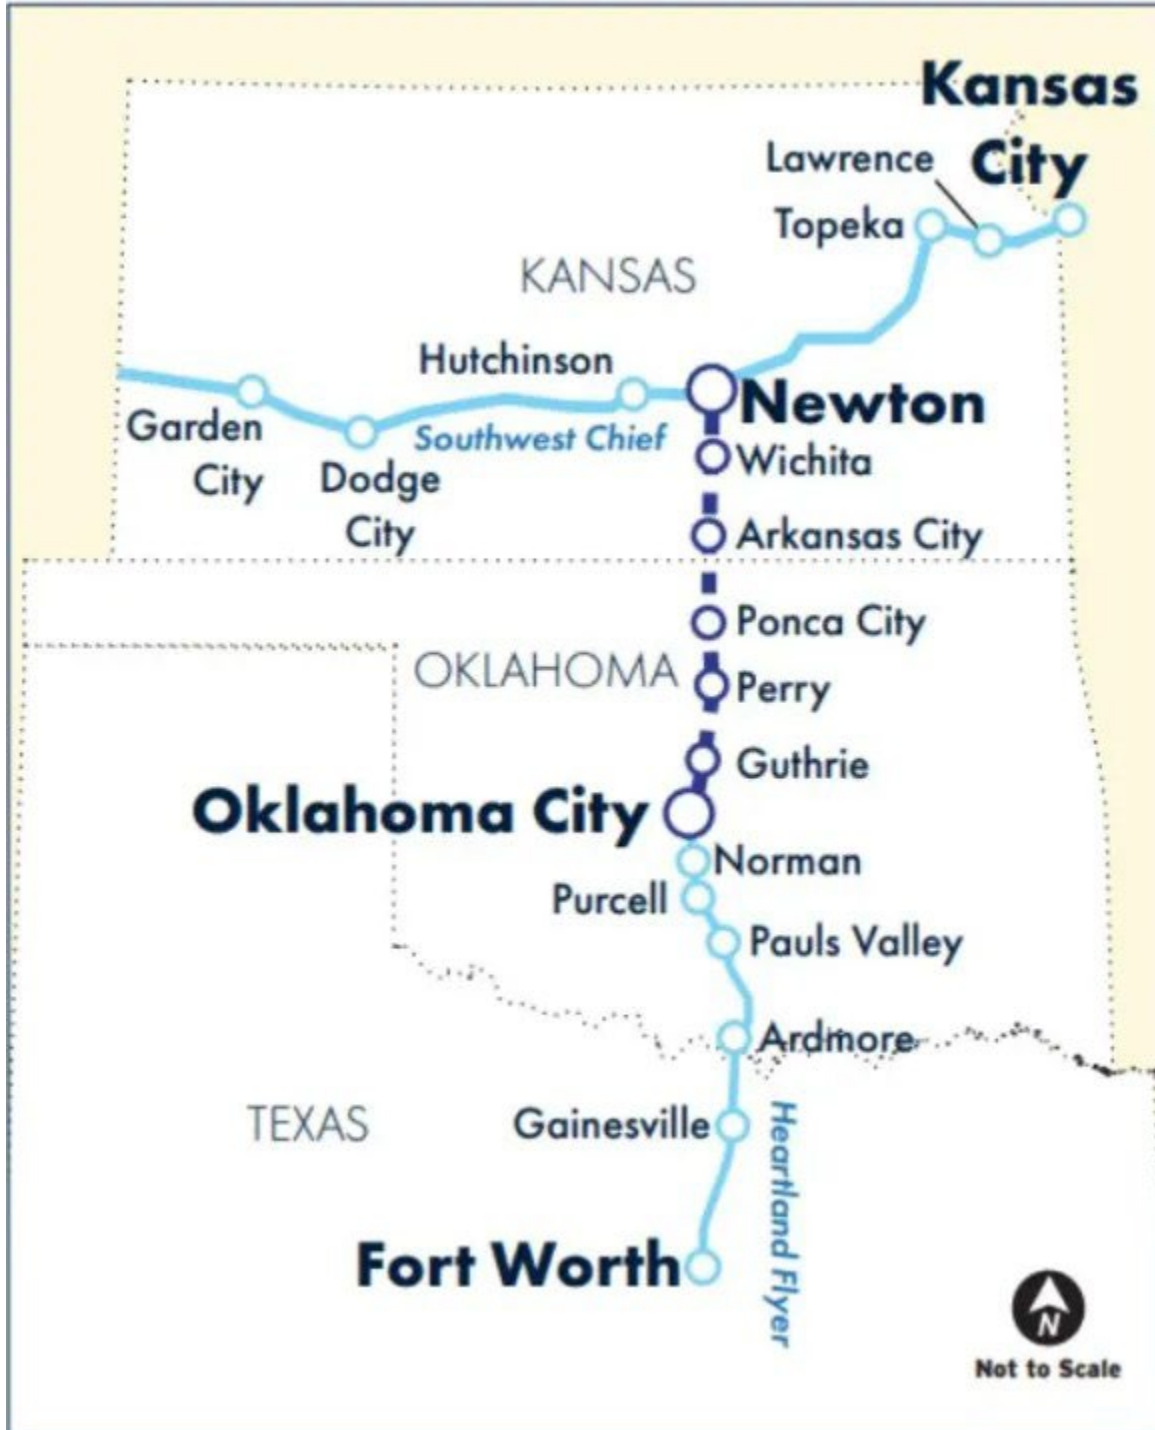 Kansas
City
Lawrence
Topeka
KANSAS
Hutchinson
Newton
Garden
City
Dodge
City
Southwest Chief
Wichita
Arkansas City
Ponca City
OKLAHOMA
Perry
Guthrie
Oklahoma City
Norman
Purcell
Pauls Valley
Ardmore
TEXAS
Gainesville
Heartland Flyer
Fort Worth
N
Not to Scale